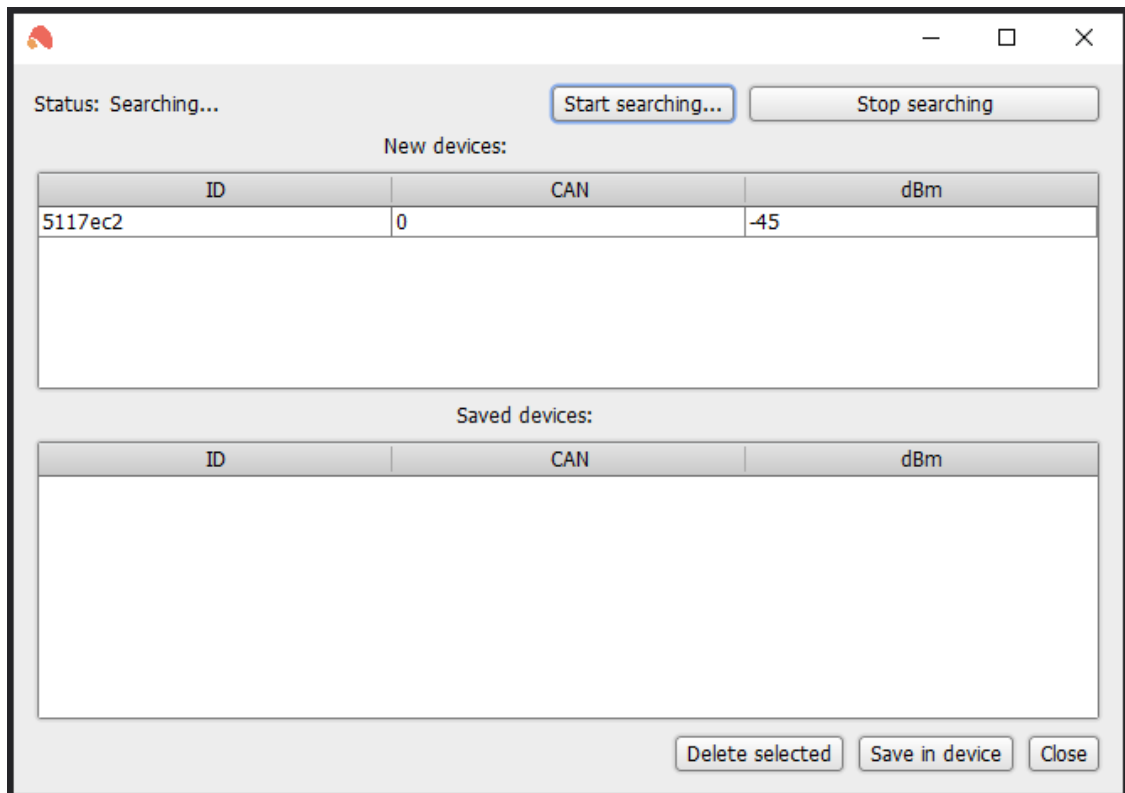 Status: Searching... Start searching... Stop searching
New devices:
ID CAN dBm
5117ec2 0 -45
Saved devices:
ID CAN dBm
Delete selected Save in device Close